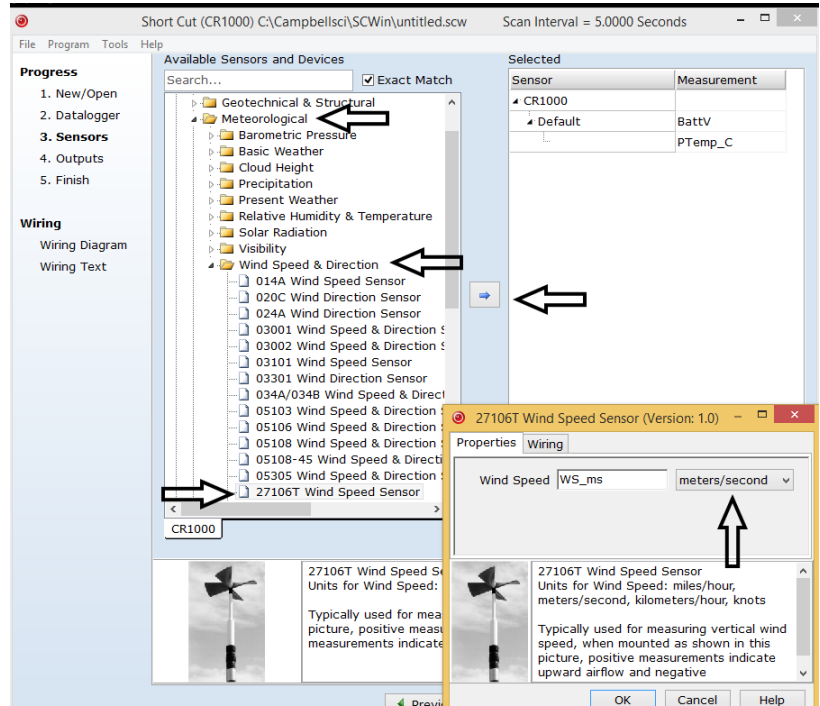 Short Cut (CR1000) C:\Campbellsci\SCWin\untitled.scw Scan Interval = 5.0000 Seconds
File Program Tools Help
Progress
1. New/Open
2. Datalogger
3. Sensors
4. Outputs
5. Finish
Wiring
Wiring Diagram
Wiring Text
Available Sensors and Devices
Search...
Exact Match
Geotechnical & Structural
Meteorological
Barometric Pressure
Basic Weather
Cloud Height
Precipitation
Present Weather
Relative Humidity & Temperature
Solar Radiation
Visibility
Wind Speed & Direction
014A Wind Speed Sensor
020C Wind Direction Sensor
024A Wind Direction Sensor
03001 Wind Speed & Direction S
03002 Wind Speed & Direction S
03101 Wind Speed Sensor
03301 Wind Direction Sensor
034A/034B Wind Speed & Direct
05103 Wind Speed & Direction
05106 Wind Speed & Direction
05108 Wind Speed & Direction
05108-45 Wind Speed & Directi
05305 Wind Speed & Direction
27106T Wind Speed Sensor
CR1000
Selected
Sensor Measurement
CR1000
Default BattV
PTemp_C
27106T Wind Speed Se
Units for Wind Speed:
Typically used for mea
picture, positive measu
measurements indicate
Previ
27106T Wind Speed Sensor (Version: 1.0)
Properties Wiring
Wind Speed WS_ms meters/second
27106T Wind Speed Sensor
Units for Wind Speed: miles/hour,
meters/second, kilometers/hour, knots
Typically used for measuring vertical wind
speed, when mounted as shown in this
picture, positive measurements indicate
upward airflow and negative
OK Cancel Help